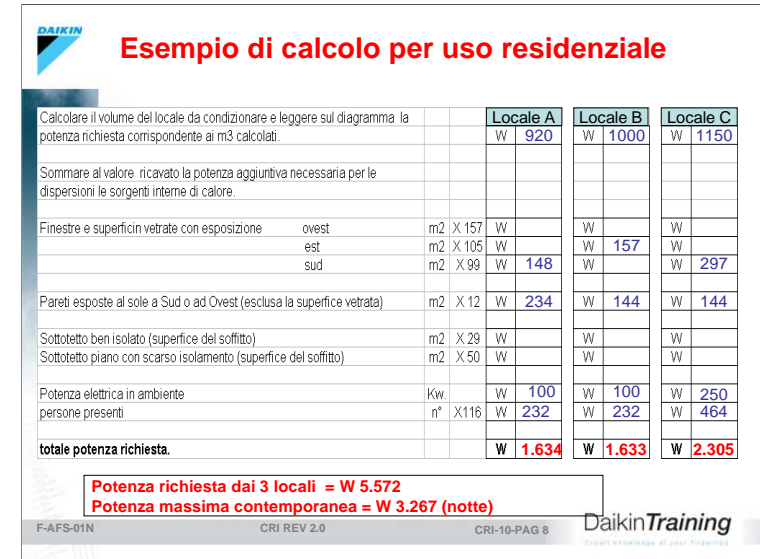 DAIKIN
Esempio di calcolo per uso residenziale
Calcolare il volume del locale da condizionare e leggere sul diagramma la Locale A Locale B Locale C
potenza richiesta corrispondente ai m3 calcolati. W 920 W 1000 W 1150
Sommare al valore ricavato la potenza aggiuntiva necessaria per le
dispersioni le sorgenti interne di calore.
Finestre e superficin vetrate con esposizione ovest m2 X 157 W W W
est m2 X 105 W W 157 W
sud m2 X 99 W 148 W W 297
Pareti esposte al sole a Sud o ad Ovest (esclusa la superfice vetrata) m2 X 12 W 234 W 144 W 144
Sottotetto ben isolato (superfice del soffitto) m2 X 29 W W W
Sottotetto piano con scarso isolamento (superfice del soffitto) m2 X 50 W W W
Potenza elettrica in ambiente Kw. W 100 W 100 W 250
persone presenti n° X116 W 232 W 232 W 464
totale potenza richiesta. W 1.634 W 1.633 W 2.305
Potenza richiesta dai 3 locali = W 5.572
Potenza massima contemporanea = W 3.267 (notte)
F-AFS-01N CRI REV 2.0 CRI-10-PAG 8 DaikinTraining
Expert knowledge at your fingertips